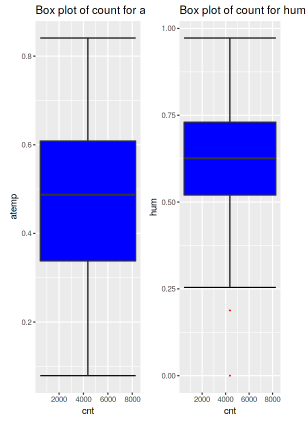 Box plot of count for a
0.8
0.6
0.4
0.2
atemp
2000 4000 6000 8000
cnt
Box plot of count for hum
1.00
0.75
0.50
0.25
0.00
hum
2000 4000 6000 8000
cnt